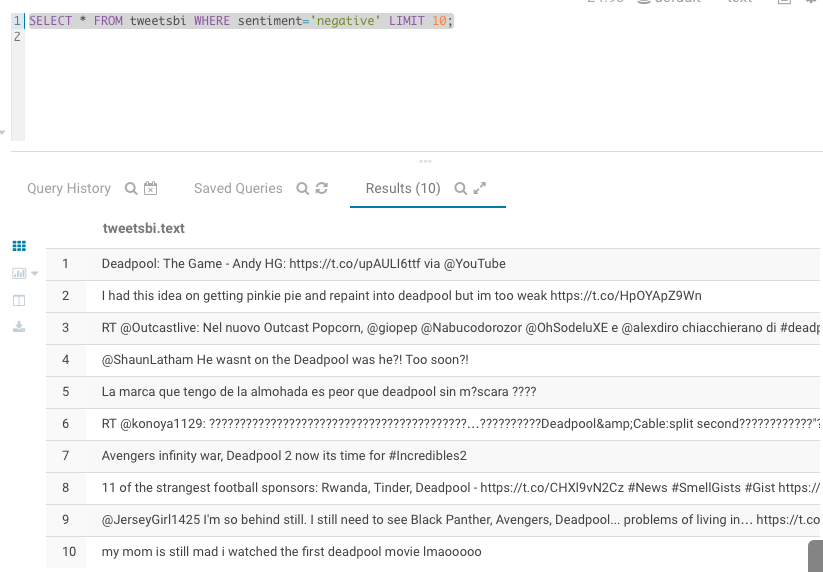 default text
1 SELECT * FROM tweetsbi WHERE sentiment='negative' LIMIT 10;
2
Query History Saved Queries Results (10)
tweetsbi.text
1 Deadpool: The Game - Andy HG: https://t.co/upAULI6ttf via @YouTube
2 I had this idea on getting pinkie pie and repaint into deadpool but im too weak https://t.co/HpOYApZ9Wn
3 RT @Outcastlive: Nel nuovo Outcast Popcorn, @giopep @Nabucodorozor @OhSodeluXE e @alexdiro chiacchierano di #deadp
4 @ShaunLatham He wasnt on the Deadpool was he?! Too soon?!
5 La marca que tengo de la almohada es peor que deadpool sin m?scara ????
6 RT @konoya1129: ??????????????????????????????????????????…??????????Deadpool&amp;Cable:split second????????????"?
7 Avengers infinity war, Deadpool 2 now its time for #Incredibles2
8 11 of the strangest football sponsors: Rwanda, Tinder, Deadpool - https://t.co/CHXl9vN2Cz #News #SmellGists #Gist https://
9 @JerseyGirl1425 I'm so behind still. I still need to see Black Panther, Avengers, Deadpool... problems of living in… https://t.co
10 my mom is still mad i watched the first deadpool movie lmaooooo